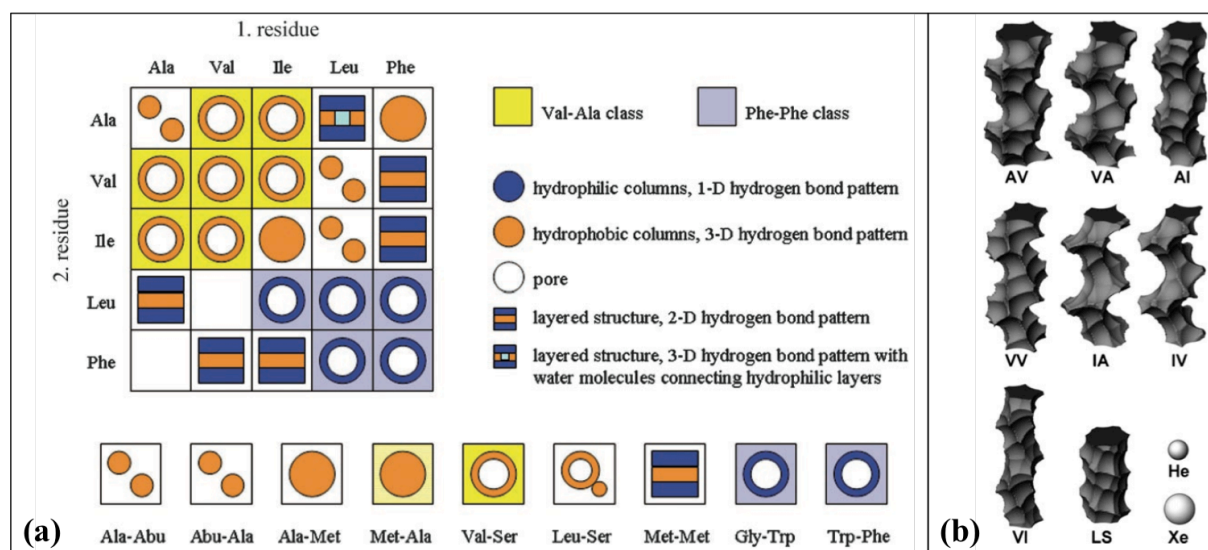 1. residue
Ala Val Ile Leu Phe
2. residue
Ala
Val
Ile
Leu
Phe
Val-Ala class
Phe-Phe class
hydrophilic columns, 1-D hydrogen bond pattern
hydrophobic columns, 3-D hydrogen bond pattern
pore
layered structure, 2-D hydrogen bond pattern
layered structure, 3-D hydrogen bond pattern with
water molecules connecting hydrophilic layers
(a)
Ala-Abu Abu-Ala Ala-Met Met-Ala Val-Ser Leu-Ser Met-Met Gly-Trp Trp-Phe
AV VA AI
VV IA IV
He
(b)
VI LS Xe